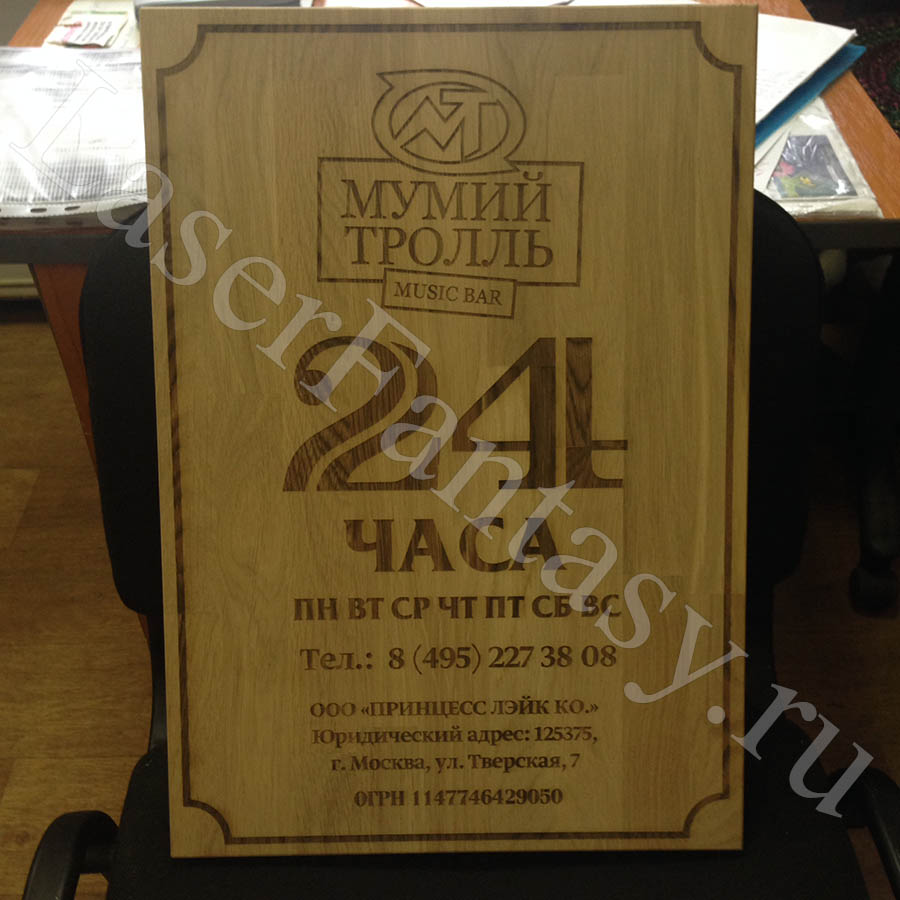 МТ
МУМИЙ
ТРОЛЛЬ
MUSIC BAR
24
ЧАСА
ПН ВТ СР ЧТ ПТ СБ ВС
Тел.: 8 (495) 227 38 08
ООО «ПРИНЦЕСС ЛЭЙК КО.»
Юридический адрес: 125375,
г. Москва, ул. Тверская, 7
ОГРН 1147746429050
LaserFantasy.ru